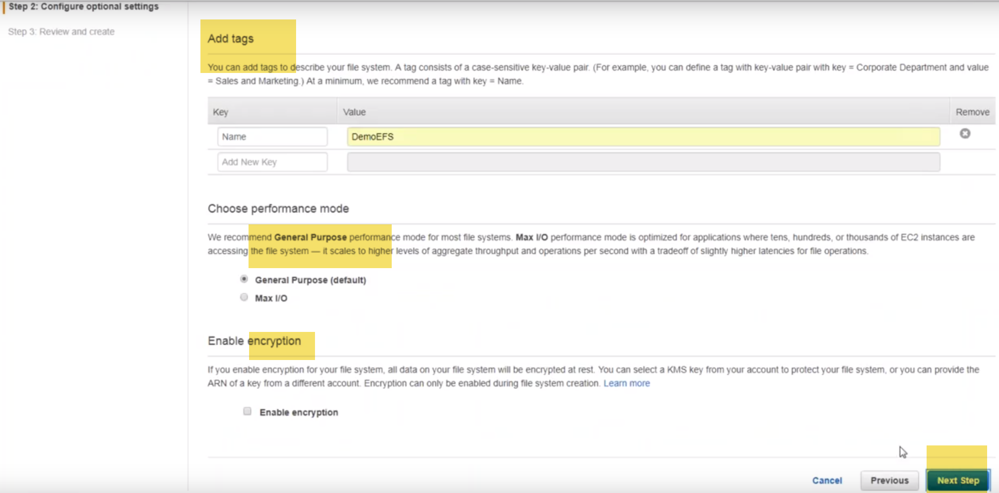 Step 2: Configure optional settings
Step 3: Review and create
Add tags
You can add tags to describe your file system. A tag consists of a case-sensitive key-value pair. (For example, you can define a tag with key-value pair with key = Corporate Department and value
= Sales and Marketing.) At a minimum, we recommend a tag with key = Name.
Key Value Remove
Name DemoEFS
Add New Key
Choose performance mode
We recommend General Purpose performance mode for most file systems. Max I/O performance mode is optimized for applications where tens, hundreds, or thousands of EC2 instances are
accessing the file system — it scales to higher levels of aggregate throughput and operations per second with a tradeoff of slightly higher latencies for file operations.
General Purpose (default)
Max I/O
Enable encryption
If you enable encryption for your file system, all data on your file system will be encrypted at rest. You can select a KMS key from your account to protect your file system, or you can provide the
ARN of a key from a different account. Encryption can only be enabled during file system creation. Learn more
Enable encryption
Cancel Previous Next Step